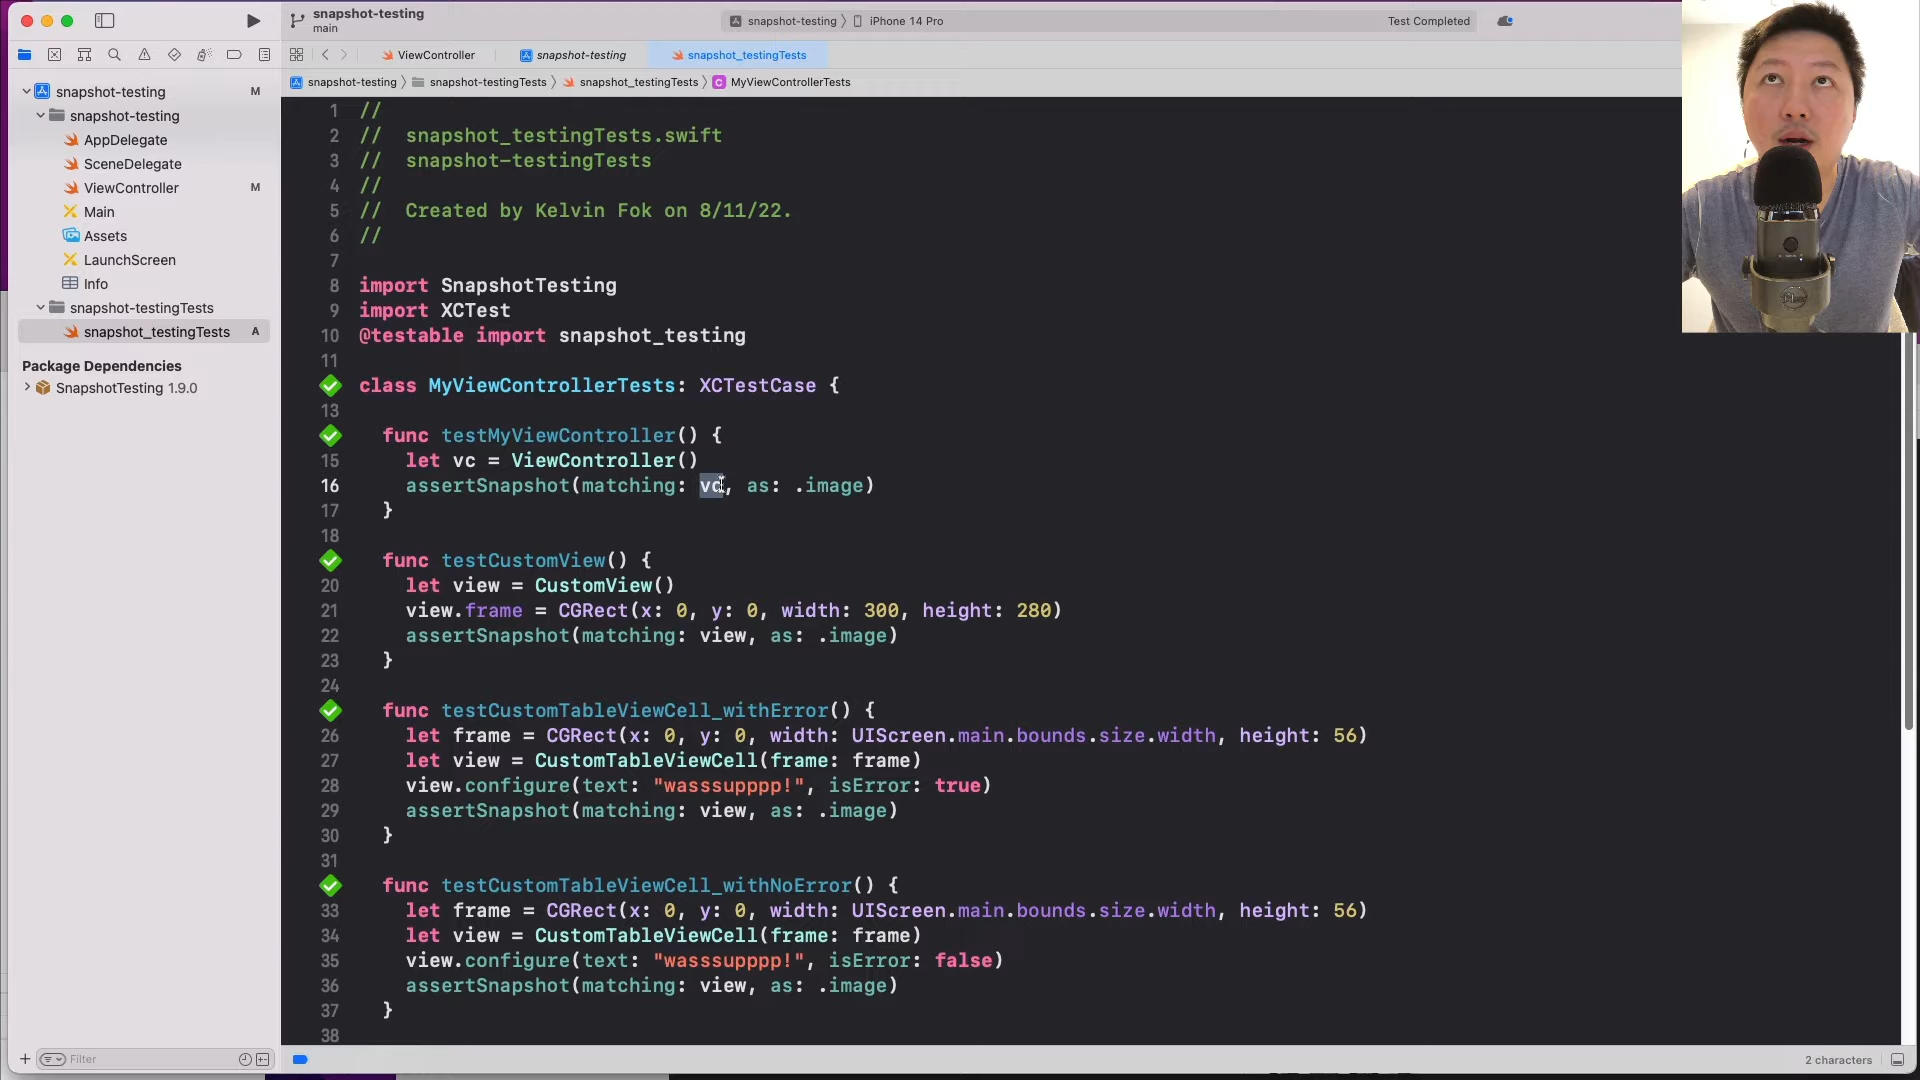 snapshot-testing
main
snapshot-testing
iPhone 14 Pro
Test Completed
ViewController
snapshot-testing
snapshot_testingTests
snapshot-testing
snapshot-testingTests
snapshot_testingTests
C
MyViewControllerTests
snapshot-testing M
snapshot-testing
AppDelegate
SceneDelegate
ViewController M
Main
Assets
LaunchScreen
Info
snapshot-testingTests
snapshot_testingTests A
Package Dependencies
SnapshotTesting 1.9.0
1 //
2 // snapshot_testingTests.swift
3 // snapshot-testingTests
4 //
5 // Created by Kelvin Fok on 8/11/22.
6 //
7
8 import SnapshotTesting
9 import XCTest
10 @testable import snapshot_testing
11
class MyViewControllerTests: XCTestCase {
13
func testMyViewController() {
15 let vc = ViewController()
16 assertSnapshot(matching: vc, as: .image)
17 }
18
func testCustomView() {
20 let view = CustomView()
21 view.frame = CGRect(x: 0, y: 0, width: 300, height: 280)
22 assertSnapshot(matching: view, as: .image)
23 }
24
func testCustomTableViewCell_withError() {
26 let frame = CGRect(x: 0, y: 0, width: UIScreen.main.bounds.size.width, height: 56)
27 let view = CustomTableViewCell(frame: frame)
28 view.configure(text: "wasssupppp!", isError: true)
29 assertSnapshot(matching: view, as: .image)
30 }
31
func testCustomTableViewCell_withNoError() {
33 let frame = CGRect(x: 0, y: 0, width: UIScreen.main.bounds.size.width, height: 56)
34 let view = CustomTableViewCell(frame: frame)
35 view.configure(text: "wasssupppp!", isError: false)
36 assertSnapshot(matching: view, as: .image)
37 }
38
Filter
2 characters